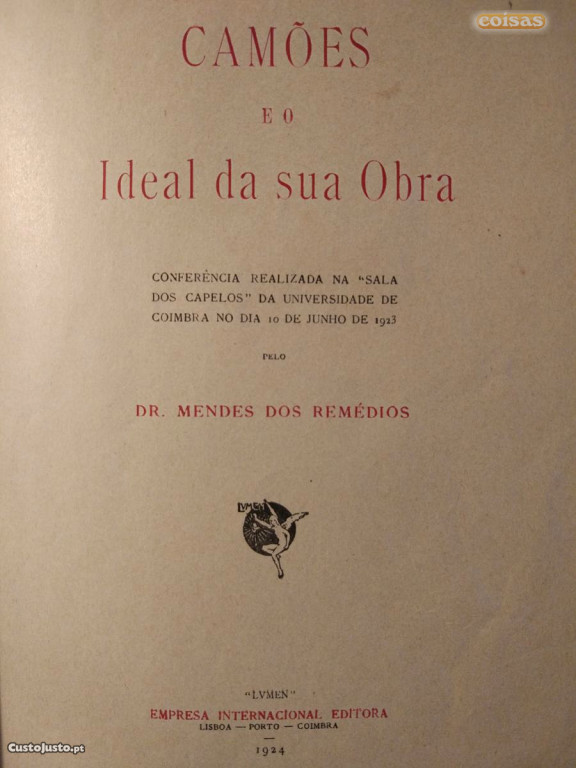 coisas
CAMÕES
E O
Ideal da sua Obra
CONFERÊNCIA REALIZADA NA "SALA
DOS CAPELOS" DA UNIVERSIDADE DE
COIMBRA NO DIA 10 DE JUNHO DE 1923
PELO
DR. MENDES DOS REMÉDIOS
LVMEN
"LVMEN"
EMPRESA INTERNACIONAL EDITORA
LISBOA — PORTO — COIMBRA
1924
CustoJusto.pt